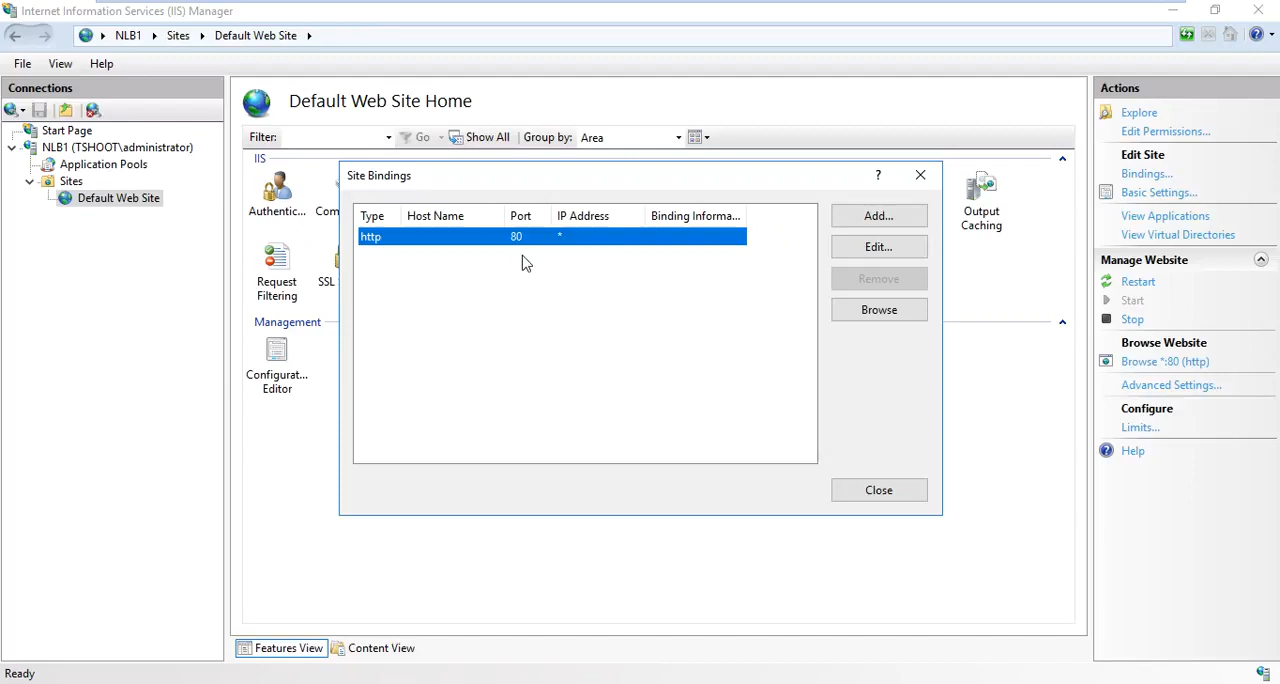 Internet Information Services (IIS) Manager
NLB1 Sites Default Web Site
File View Help
Connections
Start Page
NLB1 (TSHOOT\administrator)
Application Pools
Sites
Default Web Site
Default Web Site Home
Filter: Go Show All Group by: Area
IIS
Authentic... Com
Output
Caching
Request
Filtering
SSL
Management
Configurat...
Editor
Site Bindings
?
Type Host Name Port IP Address Binding Informa...
http 80 *
Add...
Edit...
Remove
Browse
Close
Features View Content View
Actions
Explore
Edit Permissions...
Edit Site
Bindings...
Basic Settings...
View Applications
View Virtual Directories
Manage Website
Restart
Start
Stop
Browse Website
Browse *:80 (http)
Advanced Settings...
Configure
Limits...
Help
Ready